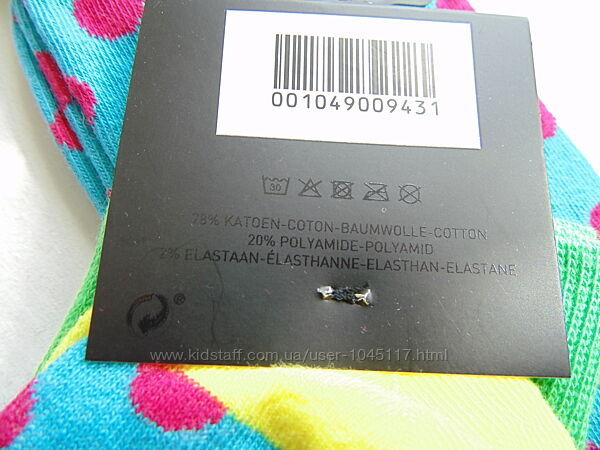 001049009431
30
78% KATOEN-COTON-BAUMWOLLE-COTTON
20% POLYAMIDE-POLYAMID
2% ELASTAAN-ÉLASTHANNE-ELASTHAN-ELASTANE
®
www.kidstaff.com.ua/user-1045117.html